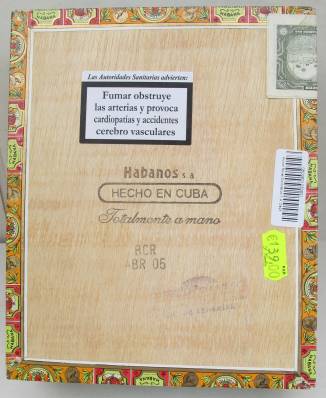 Las Autoridades Sanitarias advierten:
Fumar obstruye
las arterias y provoca
cardiopatías y accidentes
cerebro vasculares
Habanos s.a
HECHO EN CUBA
Totalmente a mano
BCR
ABR 05
€139,00